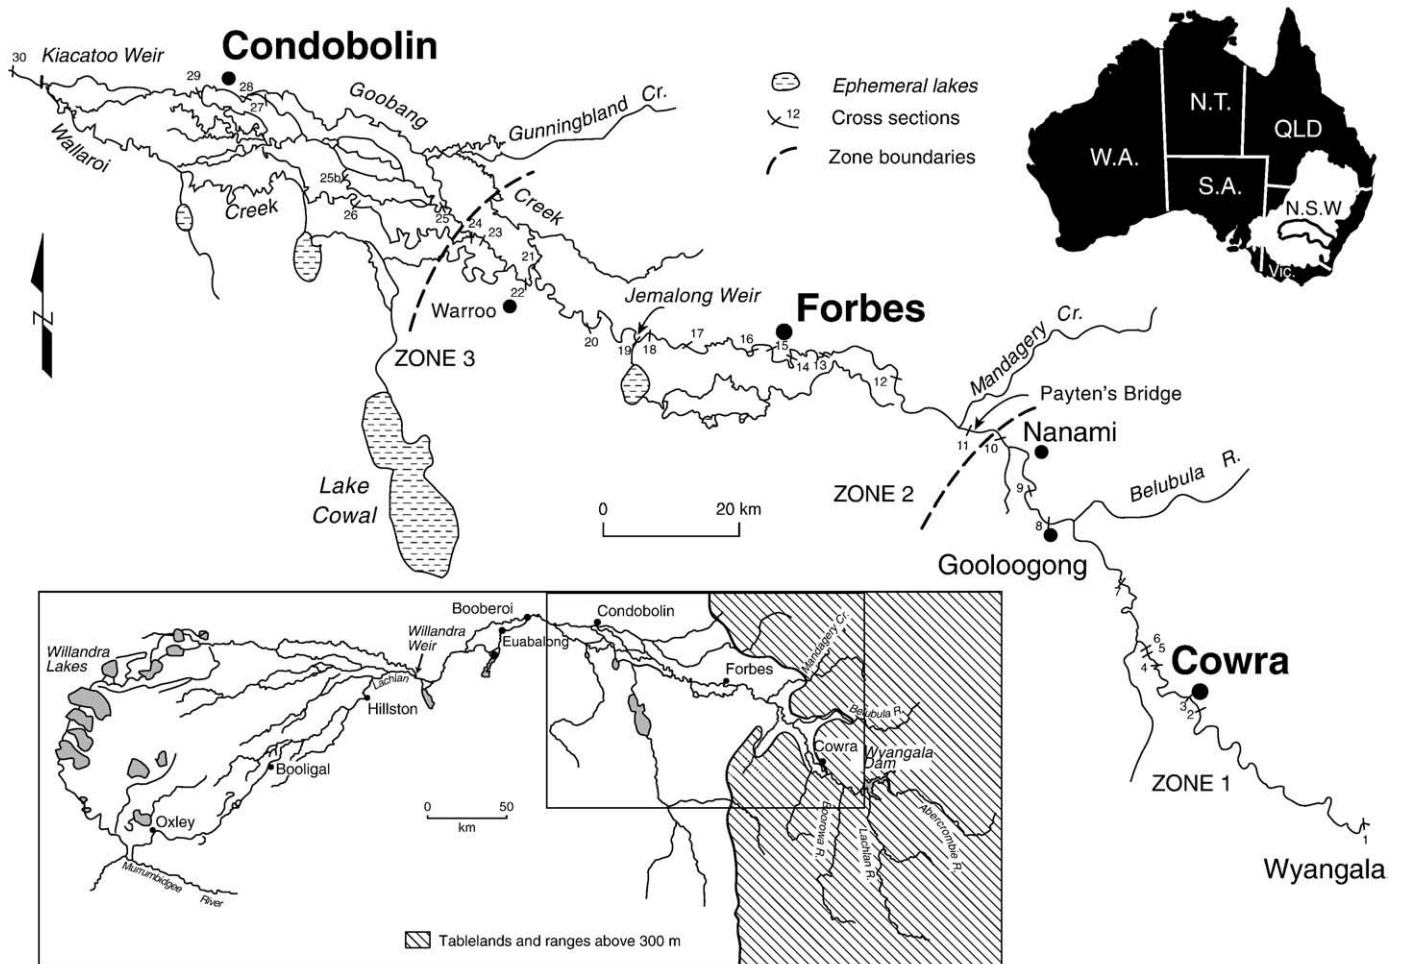 30
Kiacatoo Weir
Condobolin
29
28
27
Goobang
Gunningbland Cr.
Wallaroi
Creek
25b
26
25
24
23
Creek
21
22
Warroo
ZONE 3
Lake
Cowal
N
Ephemeral lakes
12
Cross sections
Zone boundaries
W.A.
N.T.
QLD
S.A.
N.S.W
Vic.
Jemalong Weir
Forbes
20
19
18
17
16
15
14
13
12
Mandagery Cr.
Payten's Bridge
11
10
Nanami
ZONE 2
9
Belubula R.
8
Gooloogong
0
20 km
7
6
5
4
Cowra
3
2
ZONE 1
1
Wyangala
Willandra
Lakes
Willandra
Weir
Booberoi
Euabalong
Condobolin
Forbes
Mandagery Cr.
Lachlan
Hillston
Belubula R.
Cowra
Wyangala
Dam
Booligal
0
50
km
Oxley
Murrumbidgee
River
Boorowa R.
Lachlan R.
Abercrombie R.
Tablelands and ranges above 300 m